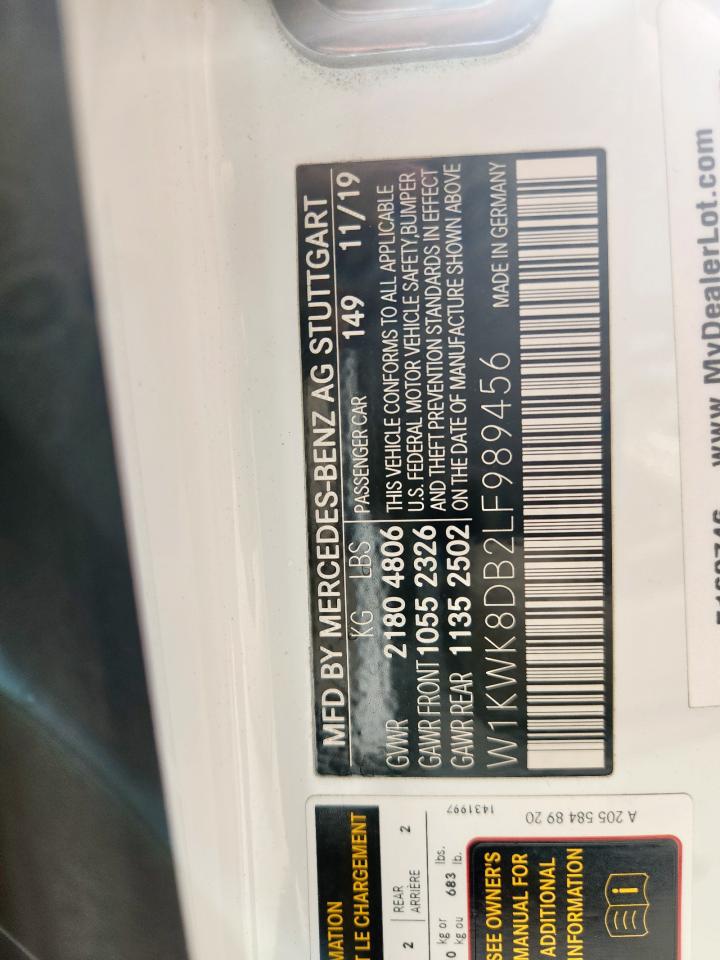 MFD BY MERCEDES-BENZ AG STUTTGART
KG LBS PASSENGER CAR 149 11/19
GVWR 2180 4806
GAWR FRONT 1055 2326
GAWR REAR 1135 2502
THIS VEHICLE CONFORMS TO ALL APPLICABLE
U.S. FEDERAL MOTOR VEHICLE SAFETY, BUMPER
AND THEFT PREVENTION STANDARDS IN EFFECT
ON THE DATE OF MANUFACTURE SHOWN ABOVE
W1KWK8DB2LF989456 MADE IN GERMANY
LE CHARGEMENT
2 REAR 2
ARRIÈRE
kg or lbs.
kg ou 683 lb.
1431997
A 205 584 89 20
SEE OWNER'S
MANUAL FOR
ADDITIONAL
INFORMATION
www.MyDealerLot.com